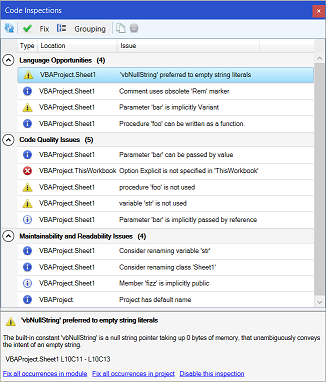 Code Inspections
Fix Grouping
Type Location Issue
Language Opportunities (4)
VBAProject.Sheet1 'vbNullString' preferred to empty string literals
VBAProject.Sheet1 Comment uses obsolete 'Rem' marker
VBAProject.Sheet1 Parameter 'bar' is implicitly Variant
VBAProject.Sheet1 Procedure 'foo' can be written as a function.
Code Quality Issues (5)
VBAProject.Sheet1 Parameter 'bar' can be passed by value
VBAProject.ThisWorkbook Option Explicit is not specified in 'ThisWorkbook'
VBAProject.Sheet1 procedure 'foo' is not used
VBAProject.Sheet1 variable 'str' is not used
VBAProject.Sheet1 Parameter 'bar' is implicitly passed by reference
Maintainability and Readability Issues (4)
VBAProject.Sheet1 Consider renaming variable 'str'
VBAProject.Sheet1 Consider renaming class 'Sheet1'
VBAProject.Sheet1 Member 'fizz' is implicitly public
VBAProject Project has default name
'vbNullString' preferred to empty string literals
The built-in constant 'vbNullString' is a null string pointer taking up 0 bytes of memory, that unambiguously conveys
the intent of an empty string.
VBAProject.Sheet1 L10C11 - L10C13
Fix all occurrences in module Fix all occurrences in project Disable this inspection